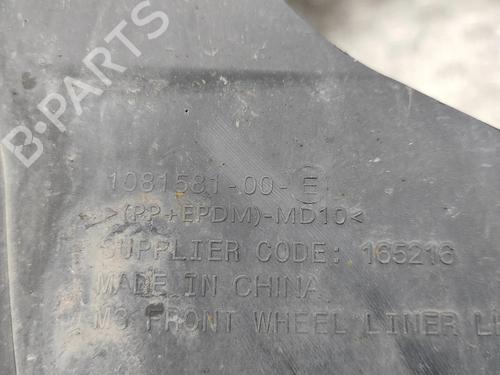 B-PARTS
1081581-00-E
>(PP+EPDM)-MD10<
SUPPLIER CODE: 165216
MADE IN CHINA
M3 FRONT WHEEL LINER